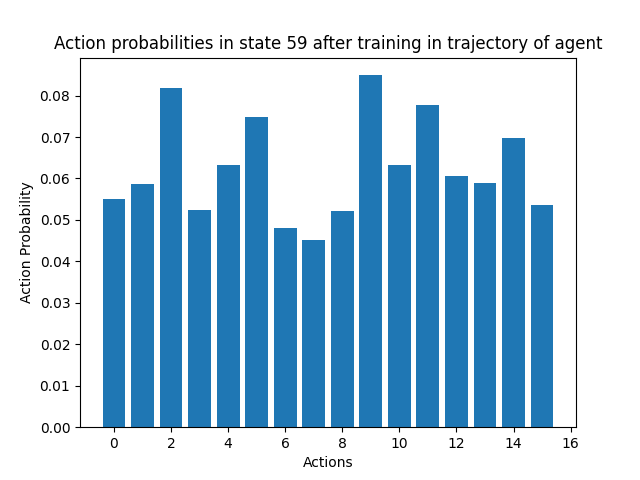 Action probabilities in state 59 after training in trajectory of agent
0.08
0.07
0.06
0.05
0.04
0.03
0.02
0.01
0.00
Action Probability
0 2 4 6 8 10 12 14 16
Actions